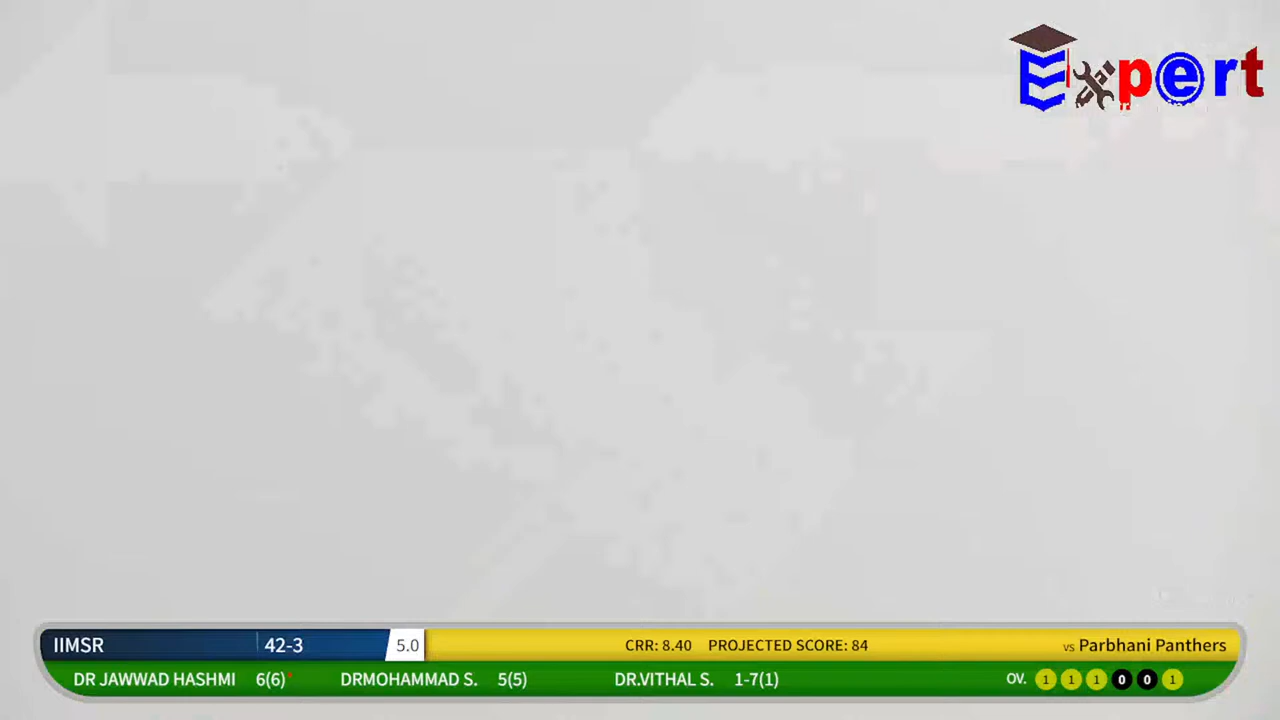 Expert
IIMSR 42-3 5.0 CRR: 8.40 PROJECTED SCORE: 84 vs Parbhani Panthers
DR JAWWAD HASHMI 6(6)* DRMOHAMMAD S. 5(5) DR.VITHAL S. 1-7(1) OV. 1 1 1 0 0 1